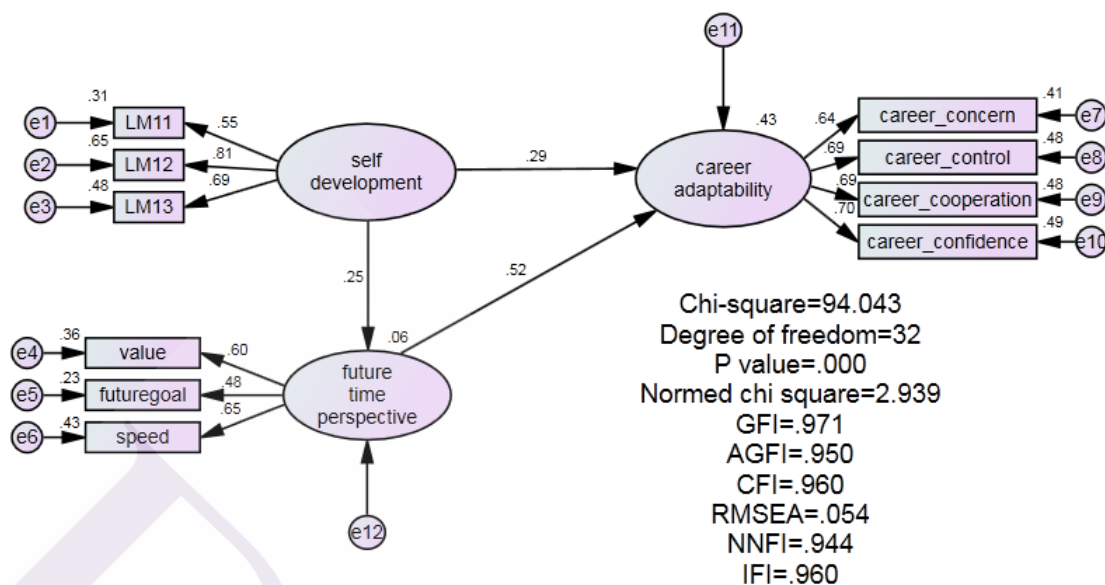 e11
.31
e1
LM11
.55
.65
e2
LM12
.81
.48
e3
LM13
.69
self
development
.29
.43
career
adaptability
.64
career_concern
.41
e7
.69
career_control
.48
e8
.69
career_cooperation
.48
e9
.70
career_confidence
.49
e10
.25
.52
.36
e4
value
.60
.23
e5
futuregoal
.48
.43
e6
speed
.65
.06
future
time
perspective
e12
Chi-square=94.043
Degree of freedom=32
P value=.000
Normed chi square=2.939
GFI=.971
AGFI=.950
CFI=.960
RMSEA=.054
NNFI=.944
IFI=.960